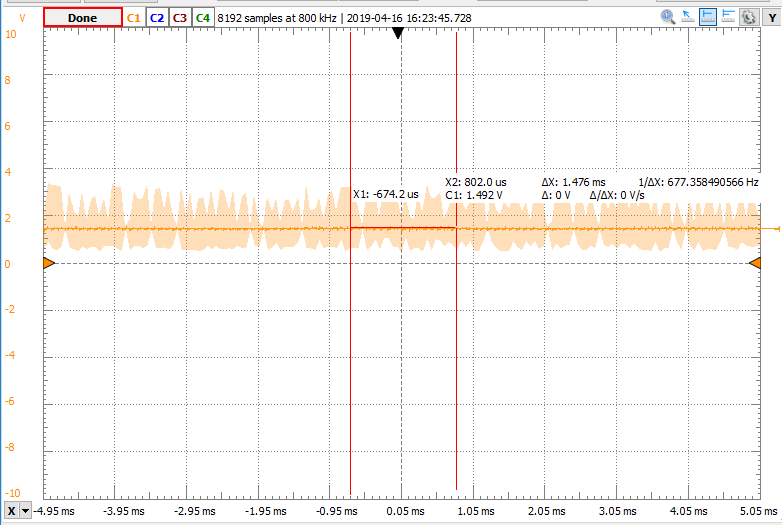 V Done C1 C2 C3 C4 8192 samples at 800 kHz | 2019-04-16 16:23:45.728 Y
10
8
6
4
X2: 802.0 us ΔX: 1.476 ms 1/ΔX: 677.358490566 Hz
X1: -674.2 us C1: 1.492 V Δ: 0 V Δ/ΔX: 0 V/s
2
0
-2
-4
-6
-8
-10
X -4.95 ms -3.95 ms -2.95 ms -1.95 ms -0.95 ms 0.05 ms 1.05 ms 2.05 ms 3.05 ms 4.05 ms 5.05 ms